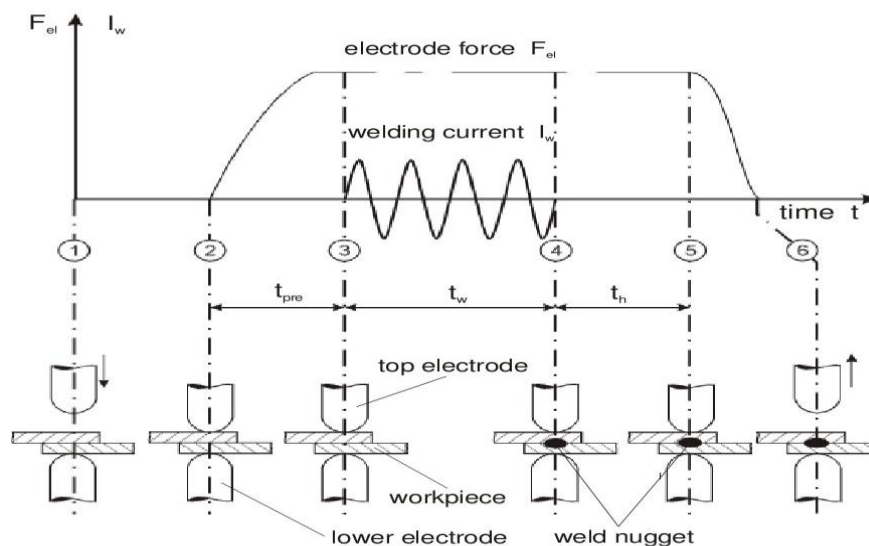 F_el I_w
electrode force F_el
welding current I_w
time t
1 2 3 4 5 6
t_pre t_w t_h
top electrode
workpiece
lower electrode
weld nugget